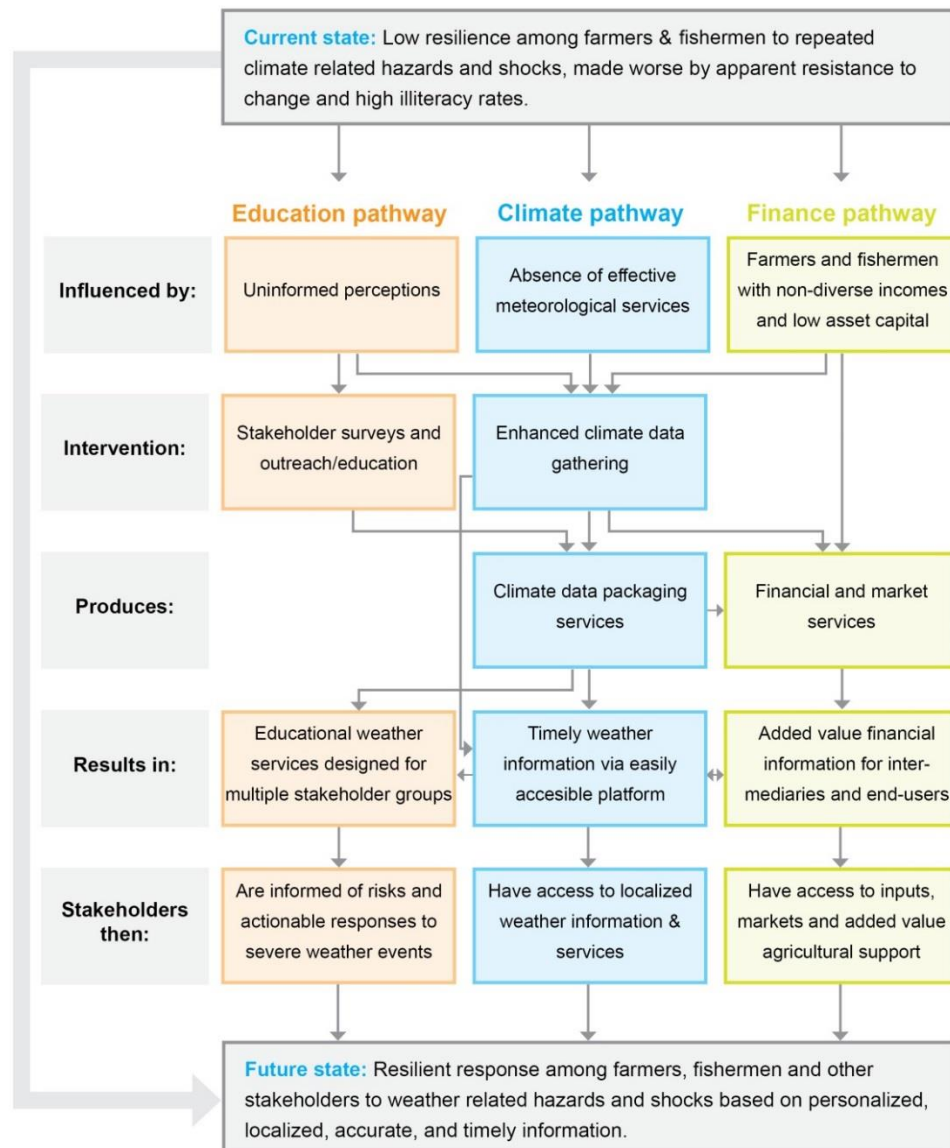 Current state: Low resilience among farmers & fishermen to repeated
climate related hazards and shocks, made worse by apparent resistance to
change and high illiteracy rates.
Education pathway
Climate pathway
Finance pathway
Influenced by:
Uninformed perceptions
Absence of effective
meteorological services
Farmers and fishermen
with non-diverse incomes
and low asset capital
Intervention:
Stakeholder surveys and
outreach/education
Enhanced climate data
gathering
Produces:
Climate data packaging
services
Financial and market
services
Results in:
Educational weather
services designed for
multiple stakeholder groups
Timely weather
information via easily
accesible platform
Added value financial
information for inter-
mediaries and end-users
Stakeholders
then:
Are informed of risks and
actionable responses to
severe weather events
Have access to localized
weather information &
services
Have access to inputs,
markets and added value
agricultural support
Future state: Resilient response among farmers, fishermen and other
stakeholders to weather related hazards and shocks based on personalized,
localized, accurate, and timely information.